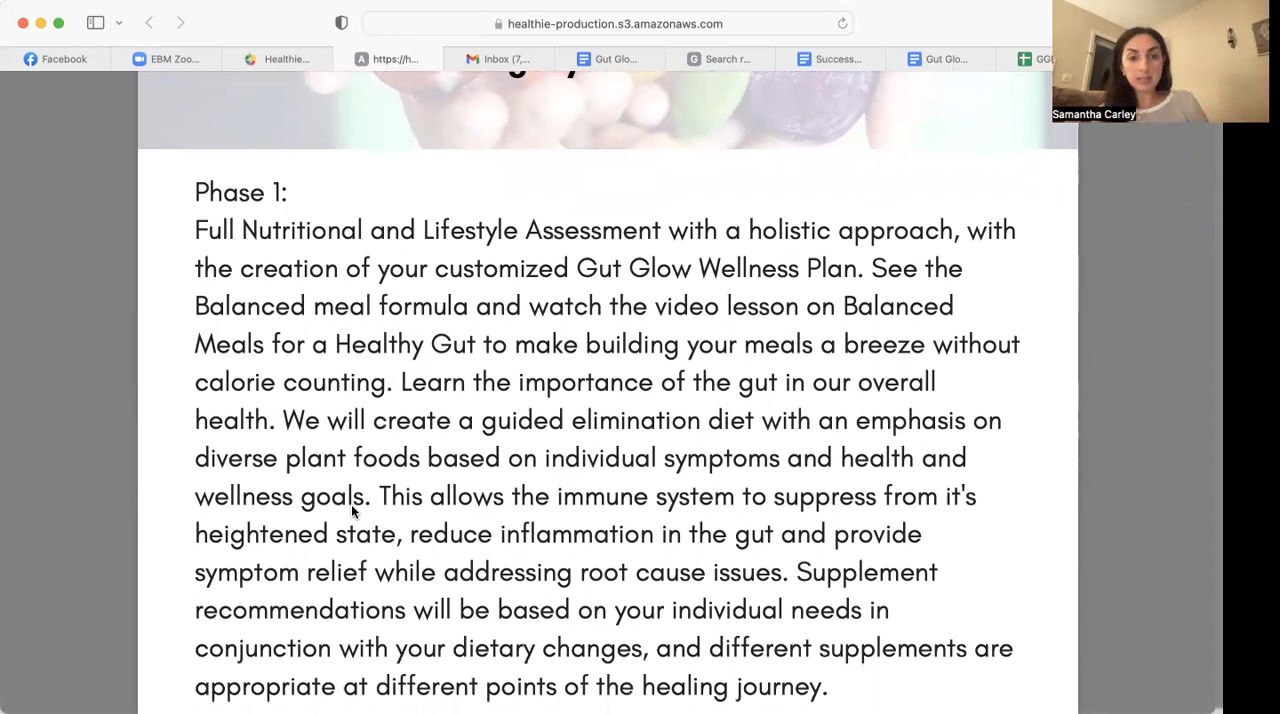 healthie-production.s3.amazonaws.com
Facebook
EBM Zoo...
Healthie...
https://h...
Inbox (7,...
Gut Glo...
Search r...
Success...
Gut Glo...
Samantha Carley
Phase 1:
Full Nutritional and Lifestyle Assessment with a holistic approach, with
the creation of your customized Gut Glow Wellness Plan. See the
Balanced meal formula and watch the video lesson on Balanced
Meals for a Healthy Gut to make building your meals a breeze without
calorie counting. Learn the importance of the gut in our overall
health. We will create a guided elimination diet with an emphasis on
diverse plant foods based on individual symptoms and health and
wellness goals. This allows the immune system to suppress from it's
heightened state, reduce inflammation in the gut and provide
symptom relief while addressing root cause issues. Supplement
recommendations will be based on your individual needs in
conjunction with your dietary changes, and different supplements are
appropriate at different points of the healing journey.